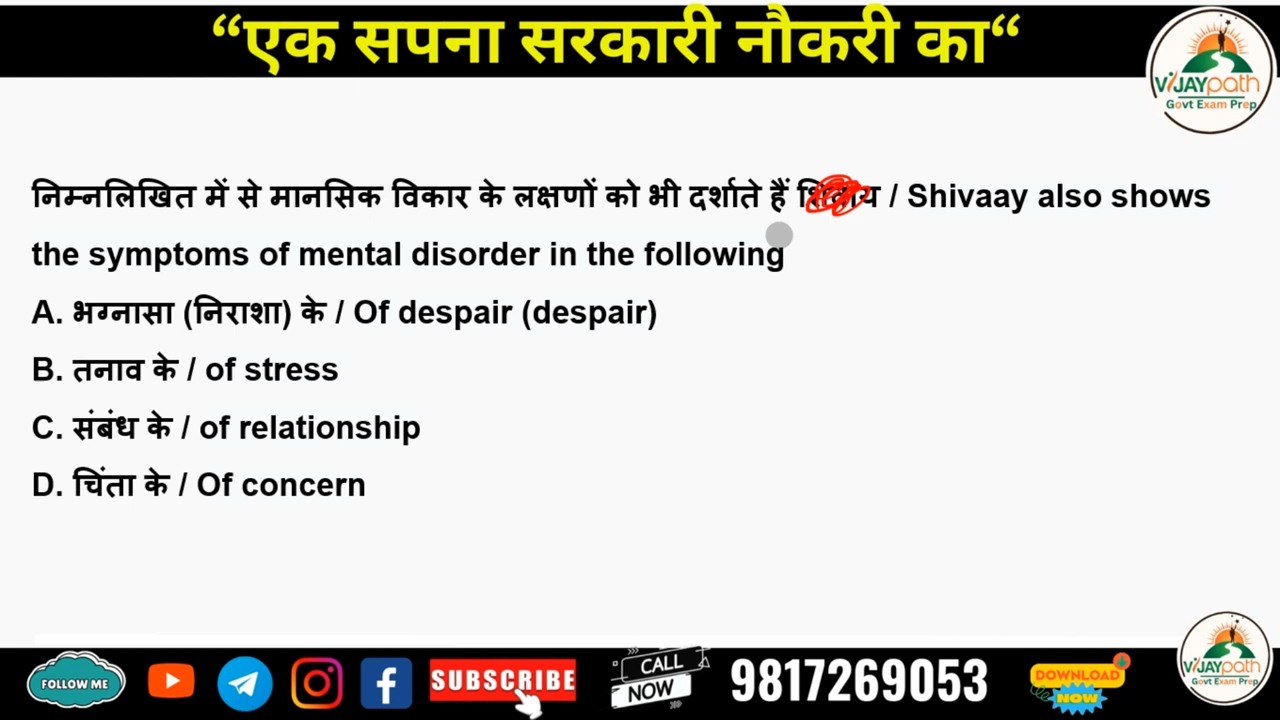 “एक सपना सरकारी नौकरी का“
VIJAYpath
Govt Exam Prep
निम्नलिखित में से मानसिक विकार के लक्षणों को भी दर्शाते हैं / Shivaay also shows
the symptoms of mental disorder in the following
A. भग्नासा (निराशा) के / Of despair (despair)
B. तनाव के / of stress
C. संबंध के / of relationship
D. चिंता के / Of concern
FOLLOW ME
SUBSCRIBE
CALL
NOW
9817269053
DOWNLOAD
NOW
VIJAYpath
Govt Exam Prep